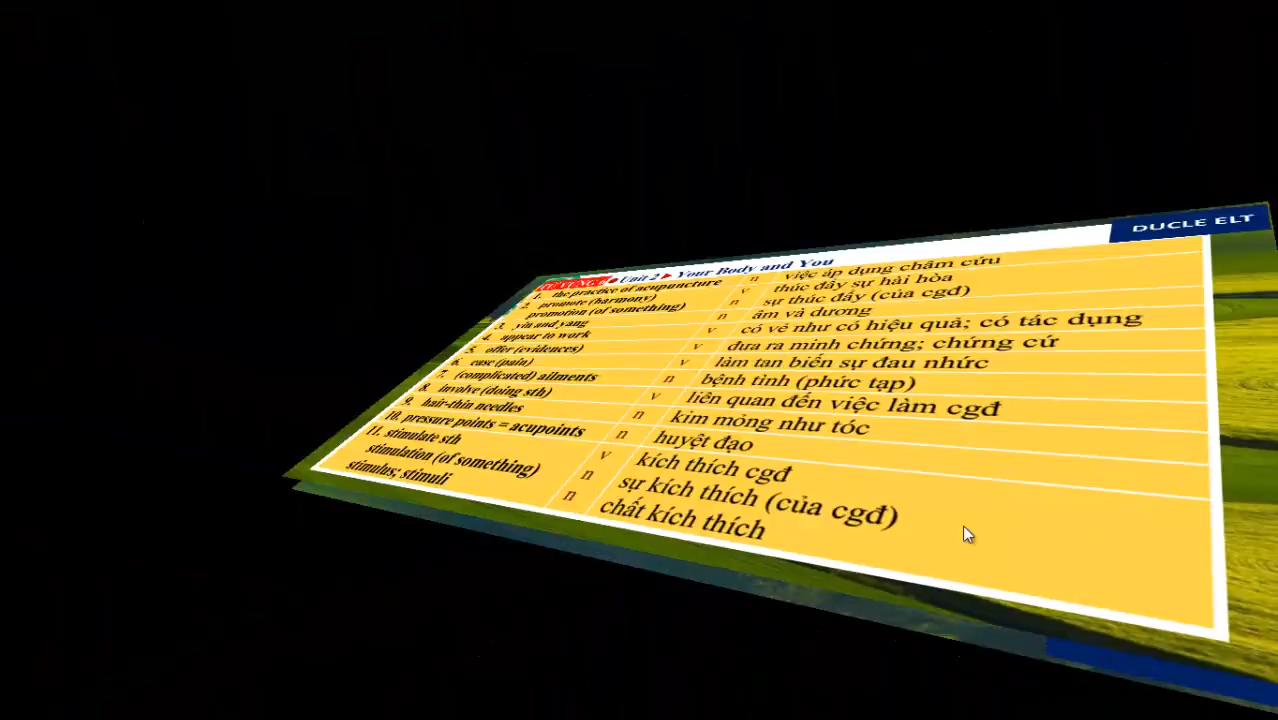 DUCLE ELT
Unit 2 ▶ Your Body and You
1. the practice of acupuncture n việc áp dụng châm cứu
2. promote (harmony) v thúc đẩy sự hài hòa
promotion (of something) n sự thúc đẩy (của cgđ)
3. yin and yang n âm và dương
4. appear to work v có vẻ như có hiệu quả; có tác dụng
5. offer (evidences) v đưa ra minh chứng; chứng cứ
6. ease (pain) v làm tan biến sự đau nhức
7. (complicated) ailments n bệnh tình (phức tạp)
8. involve (doing sth) v liên quan đến việc làm cgđ
9. hair-thin needles n kim mỏng như tóc
10. pressure points = acupoints n huyệt đạo
11. stimulate sth v kích thích cgđ
stimulation (of something) n sự kích thích (của cgđ)
stimulus; stimuli n chất kích thích